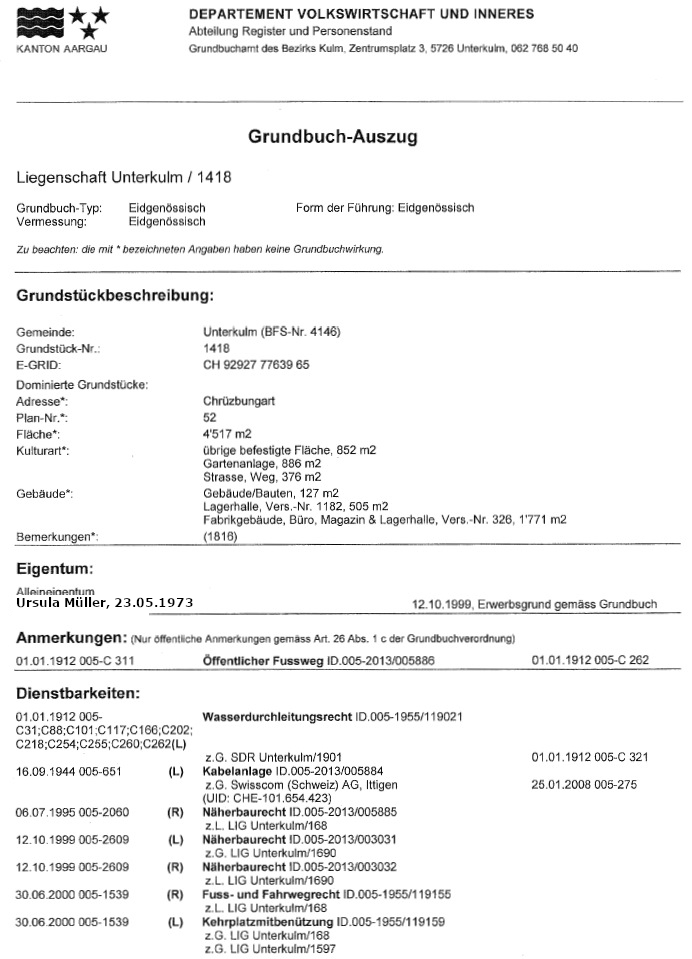 KANTON AARGAU
DEPARTEMENT VOLKSWIRTSCHAFT UND INNERES
Abteilung Register und Personenstand
Grundbuchamt des Bezirks Kulm, Zentrumsplatz 3, 5726 Unterkulm, 062 768 50 40
Grundbuch-Auszug
Liegenschaft Unterkulm / 1418
Grundbuch-Typ: Eidgenössisch Form der Führung: Eidgenössisch
Vermessung: Eidgenössisch
Zu beachten: die mit * bezeichneten Angaben haben keine Grundbuchwirkung.
Grundstückbeschreibung:
Gemeinde: Unterkulm (BFS-Nr. 4146)
Grundstück-Nr.: 1418
E-GRID: CH 92927 77639 65
Dominierte Grundstücke:
Adresse*: Chrüzbungart
Plan-Nr.*: 52
Fläche*: 4'517 m2
Kulturart*: übrige befestigte Fläche, 852 m2
Gartenanlage, 886 m2
Strasse, Weg, 376 m2
Gebäude*: Gebäude/Bauten, 127 m2
Lagerhalle, Vers.-Nr. 1182, 505 m2
Fabrikgebäude, Büro, Magazin & Lagerhalle, Vers.-Nr. 326, 1'771 m2
Bemerkungen*: (1816)
Eigentum:
Alleineigentum
Ursula Müller, 23.05.1973 12.10.1999, Erwerbsgrund gemäss Grundbuch
Anmerkungen: (Nur öffentliche Anmerkungen gemäss Art. 26 Abs. 1 c der Grundbuchverordnung)
01.01.1912 005-C 311 Öffentlicher Fussweg ID.005-2013/005886 01.01.1912 005-C 262
Dienstbarkeiten:
01.01.1912 005- Wasserdurchleitungsrecht ID.005-1955/119021
C31;C88;C101;C117;C166;C202;
C218;C254;C255;C260;C262(L)
z.G. SDR Unterkulm/1901 01.01.1912 005-C 321
16.09.1944 005-651 (L) Kabelanlage ID.005-2013/005884
z.G. Swisscom (Schweiz) AG, Ittigen 25.01.2008 005-275
(UID: CHE-101.654.423)
06.07.1995 005-2060 (R) Näherbaurecht ID.005-2013/005885
z.L. LIG Unterkulm/168
12.10.1999 005-2609 (L) Näherbaurecht ID.005-2013/003031
z.G. LIG Unterkulm/1690
12.10.1999 005-2609 (R) Näherbaurecht ID.005-2013/003032
z.L. LIG Unterkulm/1690
30.06.2000 005-1539 (R) Fuss- und Fahrwegrecht ID.005-1955/119155
z.L. LIG Unterkulm/168
30.06.2000 005-1539 (L) Kehrplatzmitbenützung ID.005-1955/119159
z.G. LIG Unterkulm/168
z.G. LIG Unterkulm/1597